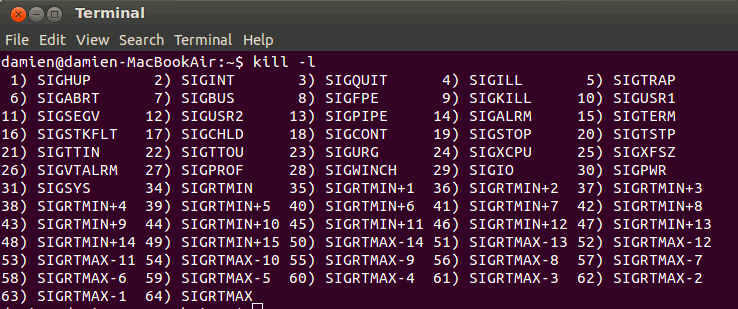 Terminal
File Edit View Search Terminal Help
damien@damien-MacBookAir:~$ kill -l
 1) SIGHUP       2) SIGINT       3) SIGQUIT      4) SIGILL       5) SIGTRAP
 6) SIGABRT      7) SIGBUS       8) SIGFPE       9) SIGKILL     10) SIGUSR1
11) SIGSEGV     12) SIGUSR2     13) SIGPIPE     14) SIGALRM     15) SIGTERM
16) SIGSTKFLT   17) SIGCHLD     18) SIGCONT     19) SIGSTOP     20) SIGTSTP
21) SIGTTIN     22) SIGTTOU     23) SIGURG      24) SIGXCPU     25) SIGXFSZ
26) SIGVTALRM   27) SIGPROF     28) SIGWINCH    29) SIGIO       30) SIGPWR
31) SIGSYS      34) SIGRTMIN    35) SIGRTMIN+1  36) SIGRTMIN+2  37) SIGRTMIN+3
38) SIGRTMIN+4  39) SIGRTMIN+5  40) SIGRTMIN+6  41) SIGRTMIN+7  42) SIGRTMIN+8
43) SIGRTMIN+9  44) SIGRTMIN+10 45) SIGRTMIN+11 46) SIGRTMIN+12 47) SIGRTMIN+13
48) SIGRTMIN+14 49) SIGRTMIN+15 50) SIGRTMAX-14 51) SIGRTMAX-13 52) SIGRTMAX-12
53) SIGRTMAX-11 54) SIGRTMAX-10 55) SIGRTMAX-9  56) SIGRTMAX-8  57) SIGRTMAX-7
58) SIGRTMAX-6  59) SIGRTMAX-5  60) SIGRTMAX-4  61) SIGRTMAX-3  62) SIGRTMAX-2
63) SIGRTMAX-1  64) SIGRTMAX